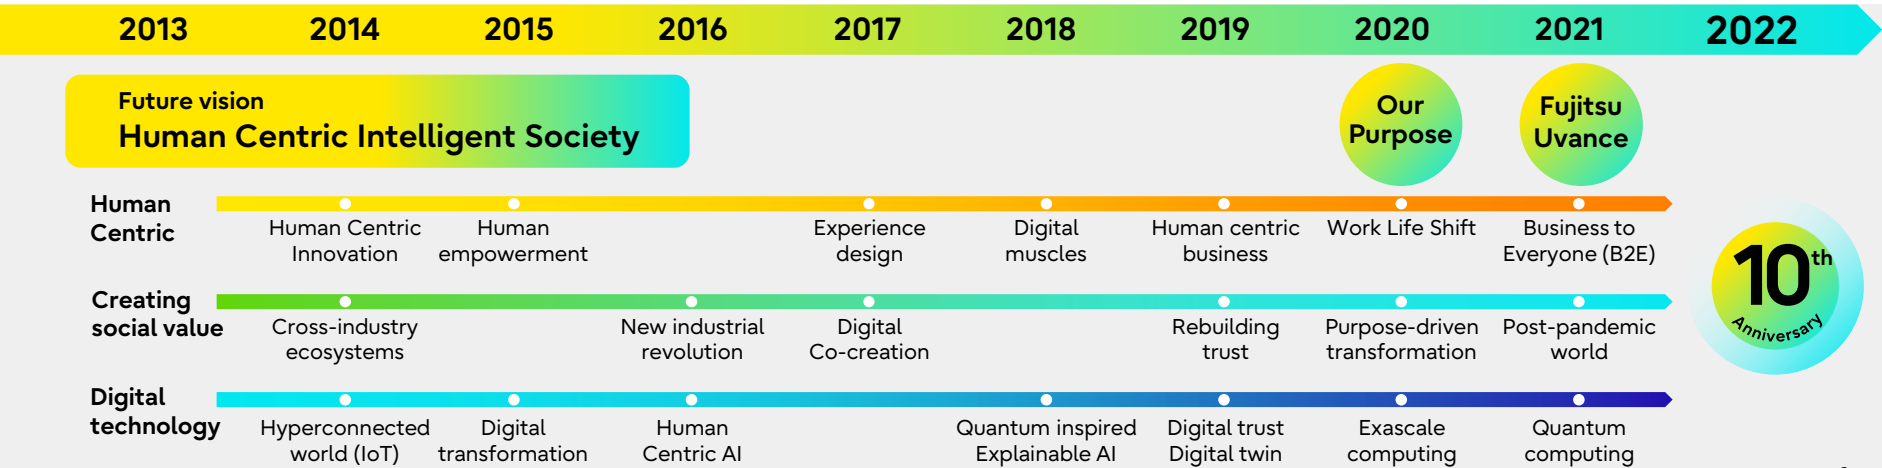 2013 2014 2015 2016 2017 2018 2019 2020 2021 2022
Future vision
Human Centric Intelligent Society
Our
Purpose
Fujitsu
Uvance
Human
Centric
Human Centric
Innovation
Human
empowerment
Experience
design
Digital
muscles
Human centric
business
Work Life Shift
Business to
Everyone (B2E)
Creating
social value
Cross-industry
ecosystems
New industrial
revolution
Digital
Co-creation
Rebuilding
trust
Purpose-driven
transformation
Post-pandemic
world
Digital
technology
Hyperconnected
world (IoT)
Digital
transformation
Human
Centric AI
Quantum inspired
Explainable AI
Digital trust
Digital twin
Exascale
computing
Quantum
computing
10th
Anniversary